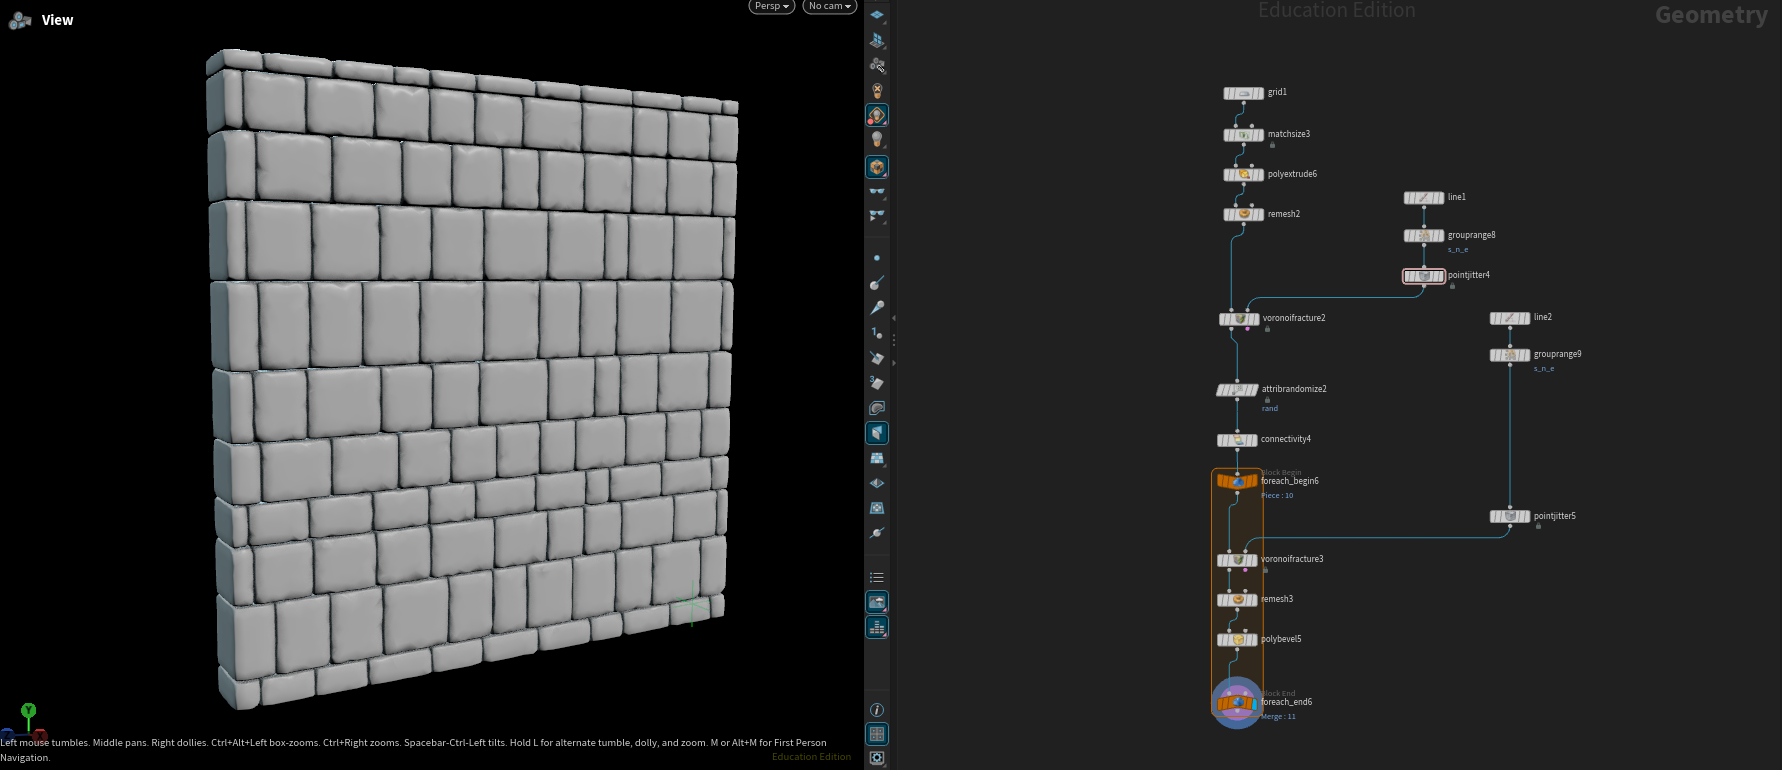 View
Persp
No cam
Education Edition
Geometry
grid1
matchsize3
polyextrude6
remesh2
line1
grouprange8
s_n_e
pointjitter4
voronoifracture2
line2
grouprange9
s_n_e
attribrandomize2
rand
connectivity4
Block Begin
foreach_begin6
Piece : 10
pointjitter5
voronoifracture3
remesh3
polybevel5
Block End
foreach_end6
Merge : 11
Y
Left mouse tumbles. Middle pans. Right dollies. Ctrl+Alt+Left box-zooms. Ctrl+Right zooms. Spacebar-Ctrl-Left tilts. Hold L for alternate tumble, dolly, and zoom. M or Alt+M for First Person
Navigation.
Education Edition